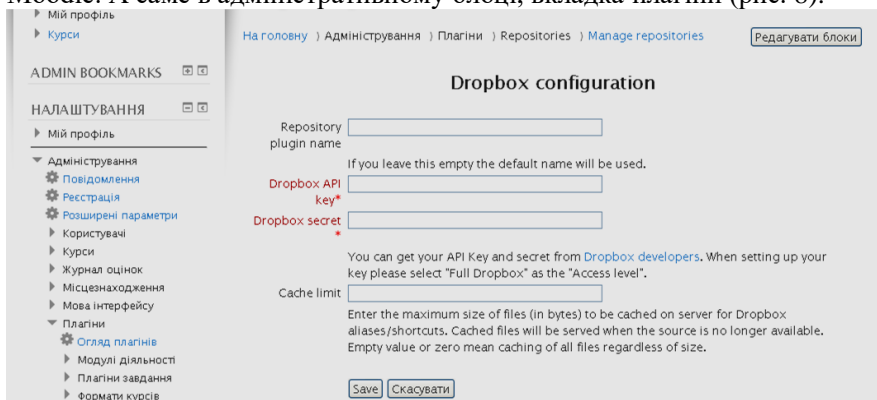 Moodle. А саме в адміністративному блоці, вкладка плагіни (рис. 8).
Мій профіль
Курси
ADMIN BOOKMARKS
НАЛАШТУВАННЯ
Мій профіль
Адміністрування
Повідомлення
Реєстрація
Розширені параметри
Користувачі
Курси
Журнал оцінок
Місцезнаходження
Мова інтерфейсу
Плагіни
Огляд плагінів
Модулі діяльності
Плагіни завдання
Формати курсів
На головну ⟩ Адміністрування ⟩ Плагіни ⟩ Repositories ⟩ Manage repositories
Редагувати блоки
Dropbox configuration
Repository
plugin name
If you leave this empty the default name will be used.
Dropbox API
key*
Dropbox secret
*
You can get your API Key and secret from Dropbox developers. When setting up your
key please select "Full Dropbox" as the "Access level".
Cache limit
Enter the maximum size of files (in bytes) to be cached on server for Dropbox
aliases/shortcuts. Cached files will be served when the source is no longer available.
Empty value or zero mean caching of all files regardless of size.
Save
Скасувати